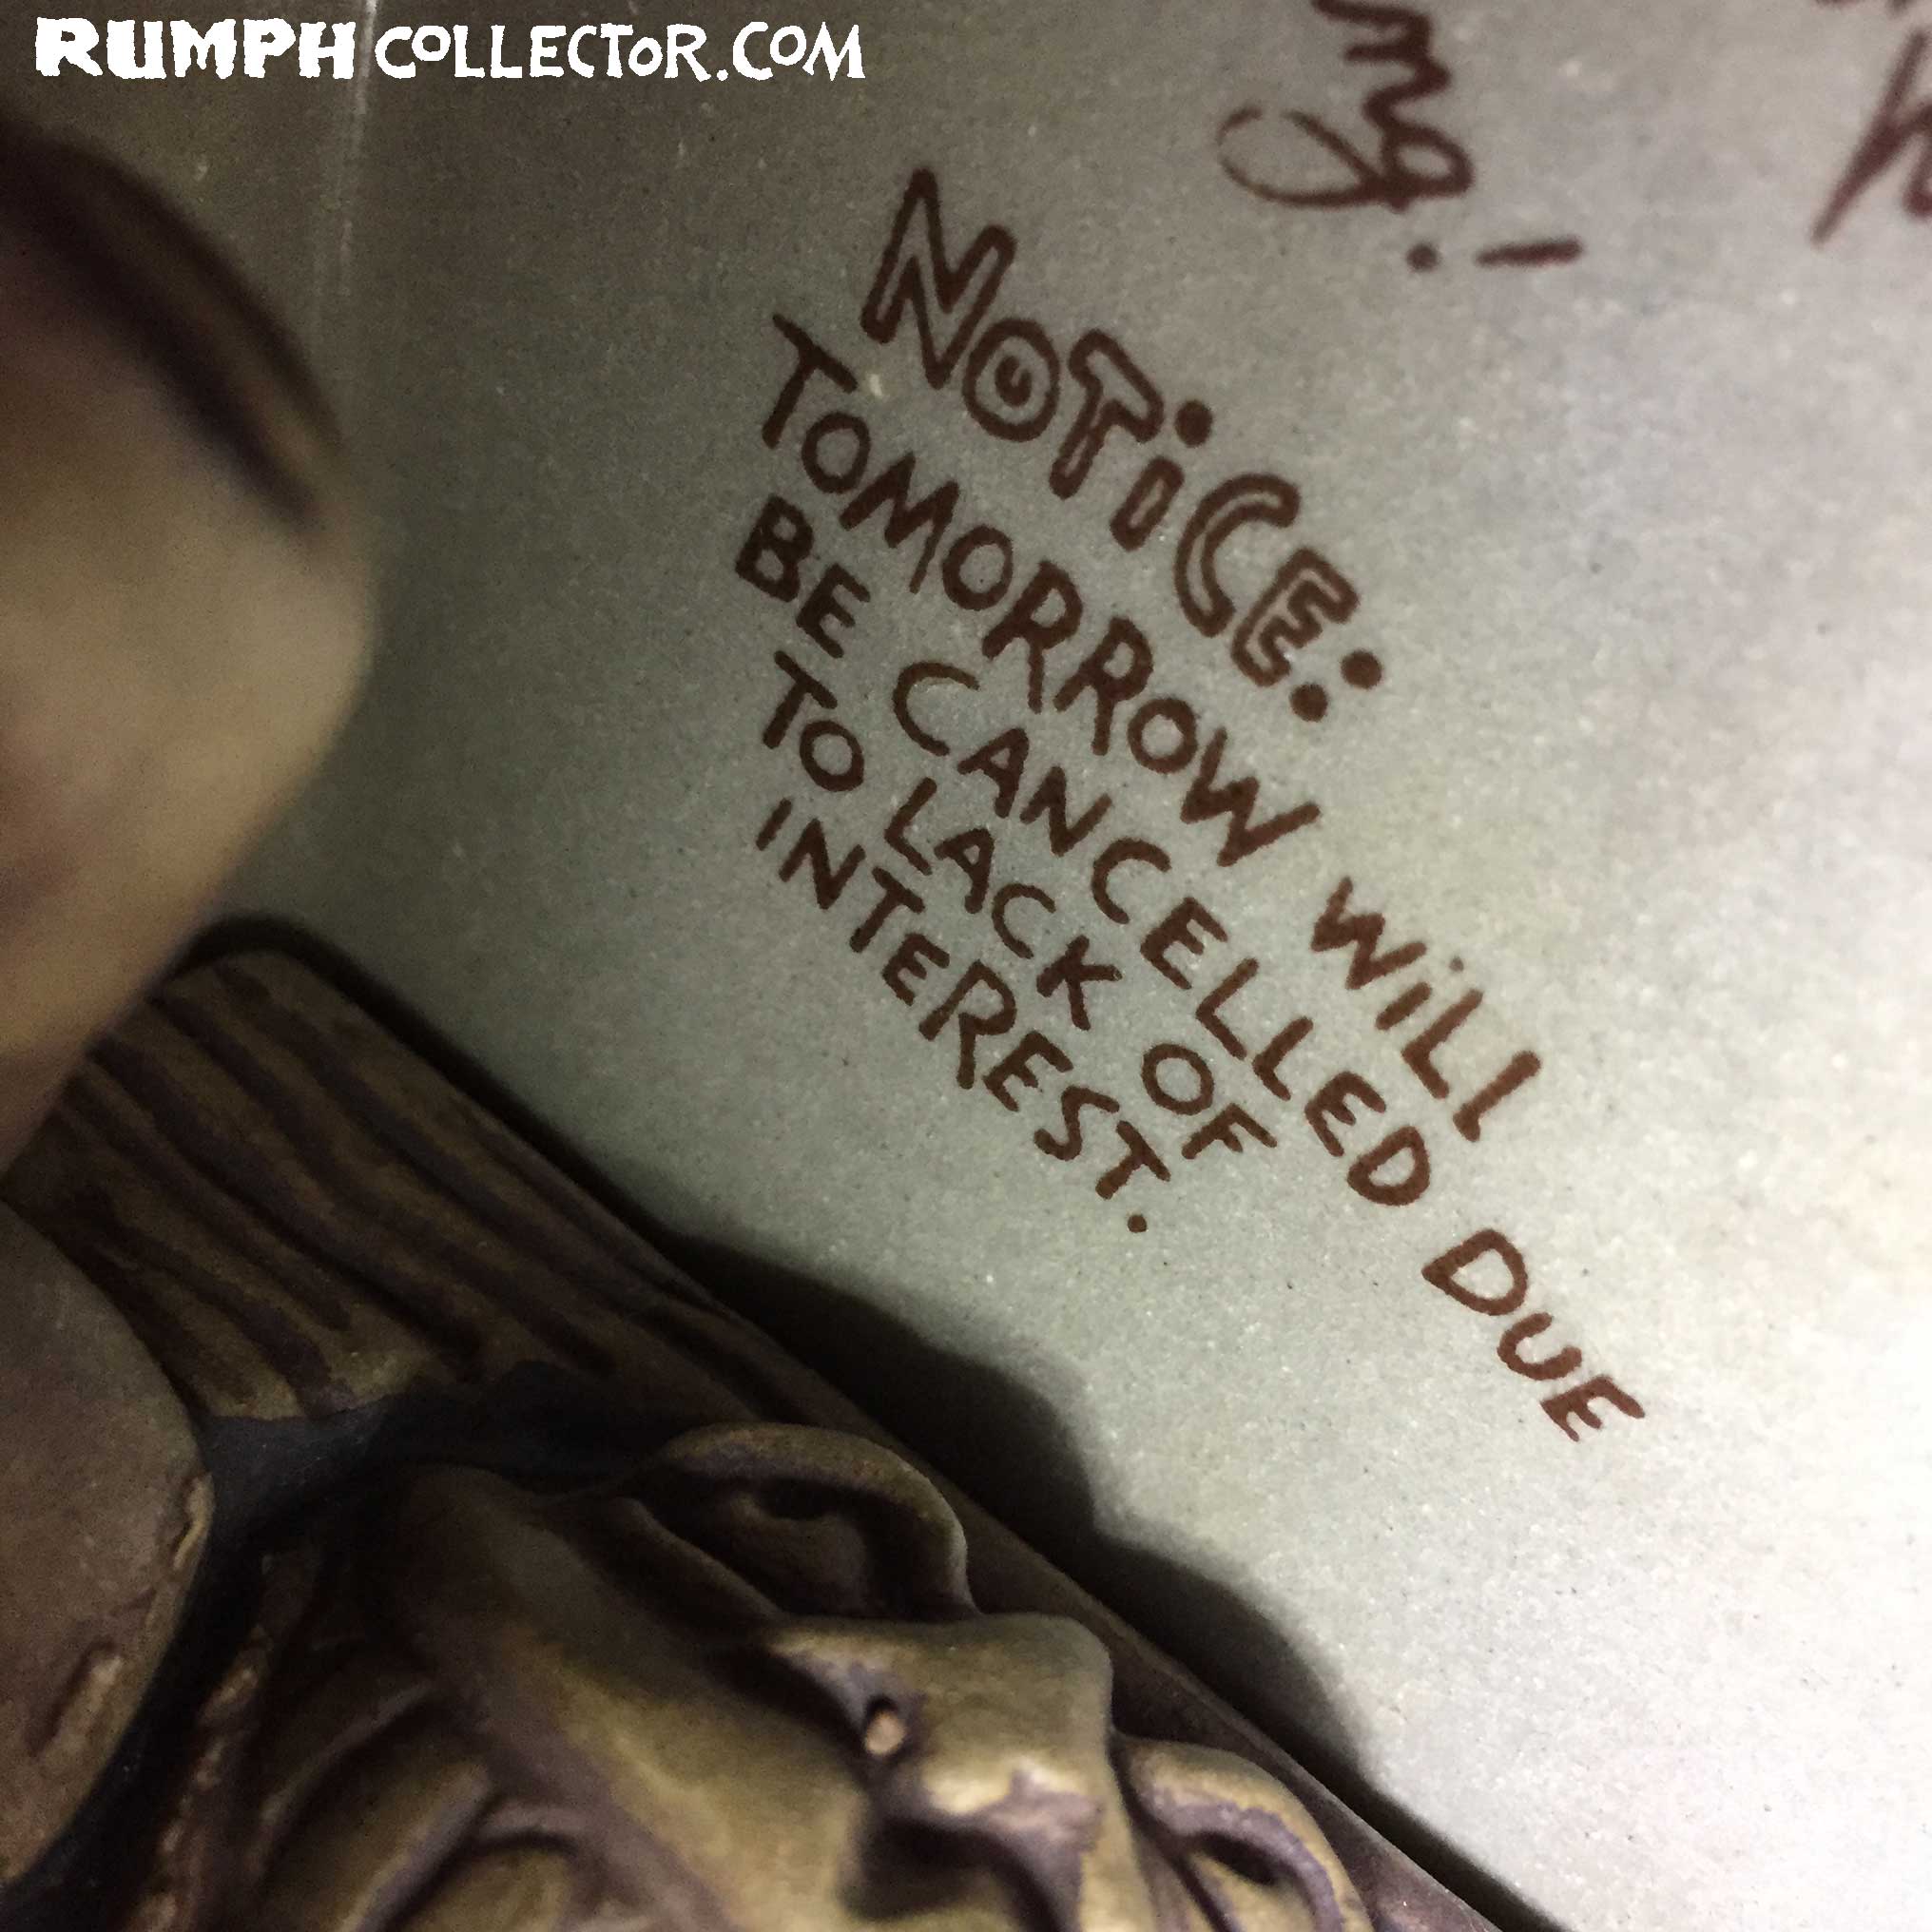 RUMPH COLLECTOR.COM
NOTiCE:
TOMORROW WiLL
BE CANCELLED DUE
TO LACK OF
INTEREST.